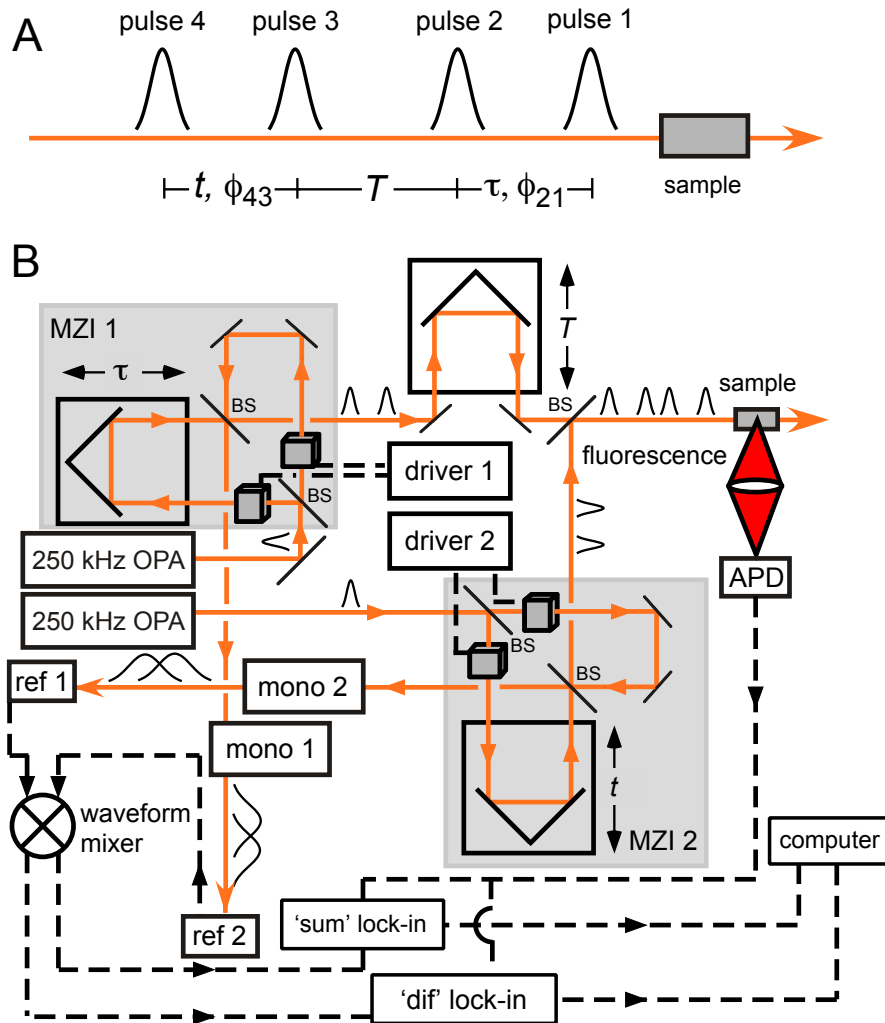 A
pulse 4
pulse 3
pulse 2
pulse 1
t, ϕ43
T
τ, ϕ21
sample
B
MZI 1
τ
BS
BS
T
BS
sample
fluorescence
driver 1
driver 2
250 kHz OPA
250 kHz OPA
APD
BS
BS
ref 1
mono 2
mono 1
t
MZI 2
waveform
mixer
computer
ref 2
'sum' lock-in
'dif' lock-in